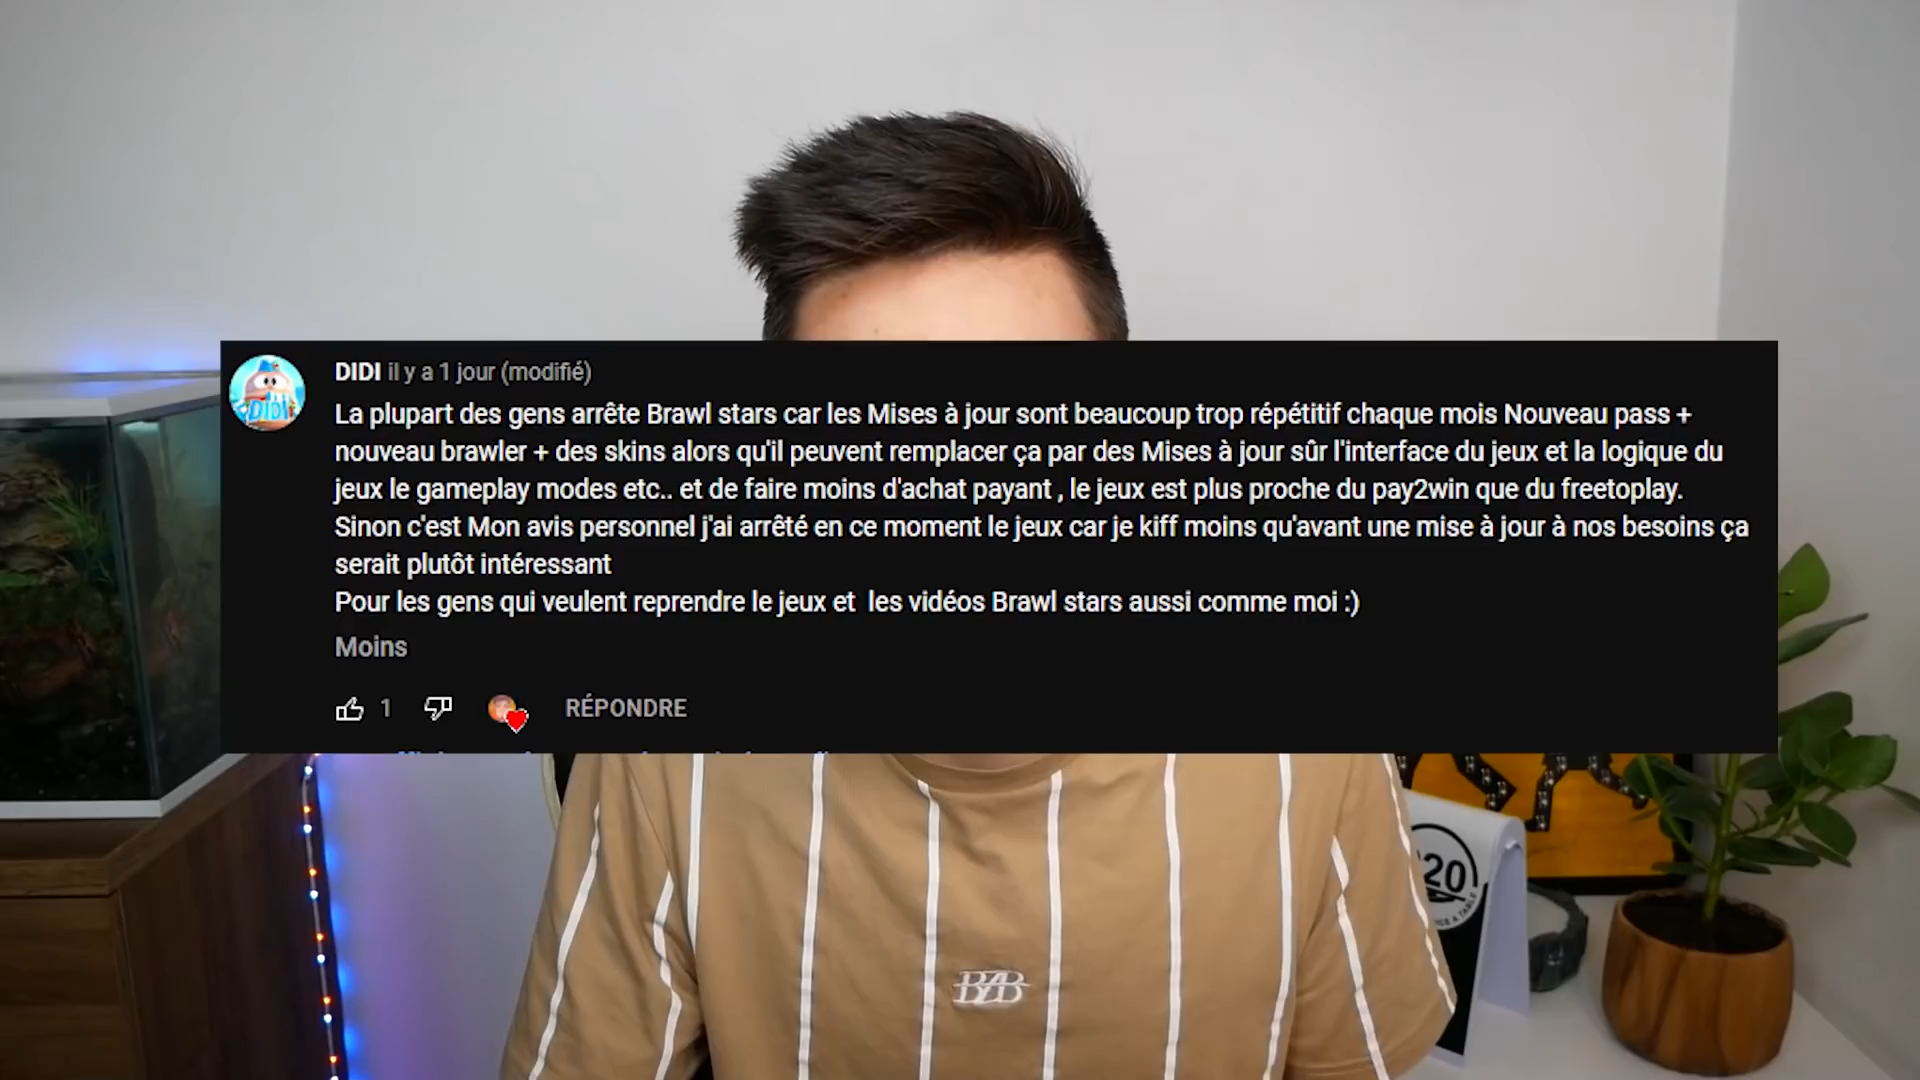 DIDI il y a 1 jour (modifié)
La plupart des gens arrête Brawl stars car les Mises à jour sont beaucoup trop répétitif chaque mois Nouveau pass +
nouveau brawler + des skins alors qu'il peuvent remplacer ça par des Mises à jour sûr l'interface du jeux et la logique du
jeux le gameplay modes etc.. et de faire moins d'achat payant , le jeux est plus proche du pay2win que du freetoplay.
Sinon c'est Mon avis personnel j'ai arrêté en ce moment le jeux car je kiff moins qu'avant une mise à jour à nos besoins ça
serait plutôt intéressant
Pour les gens qui veulent reprendre le jeux et  les vidéos Brawl stars aussi comme moi :)
Moins
1 RÉPONDRE
DIDI
20
BZB